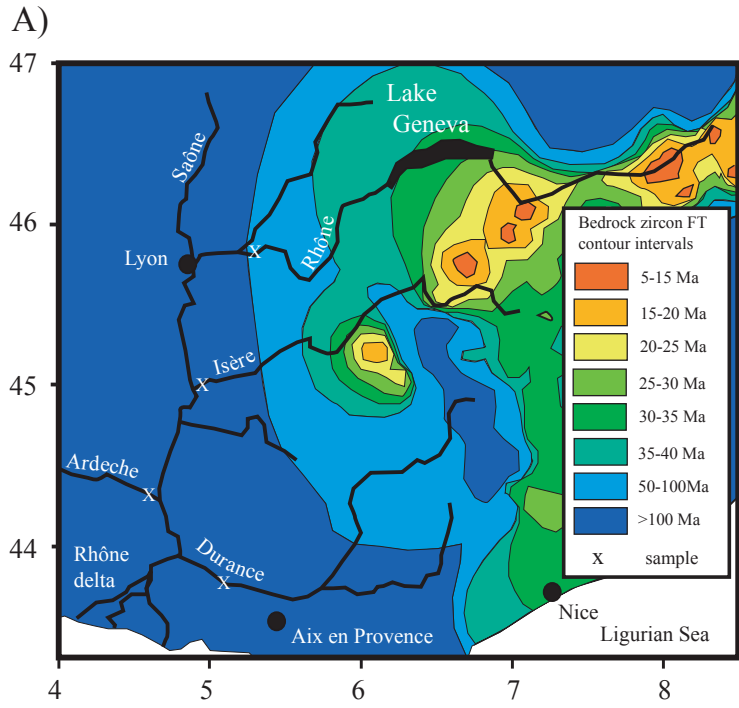 A)
47
46
45
44
4
5
6
7
8
Lake
Geneva
Saône
Rhône
Lyon
Isère
Ardeche
Rhône
delta
Durance
Aix en Provence
Nice
Ligurian Sea
x
x
x
x
Bedrock zircon FT
contour intervals
5-15 Ma
15-20 Ma
20-25 Ma
25-30 Ma
30-35 Ma
35-40 Ma
50-100Ma
>100 Ma
x sample